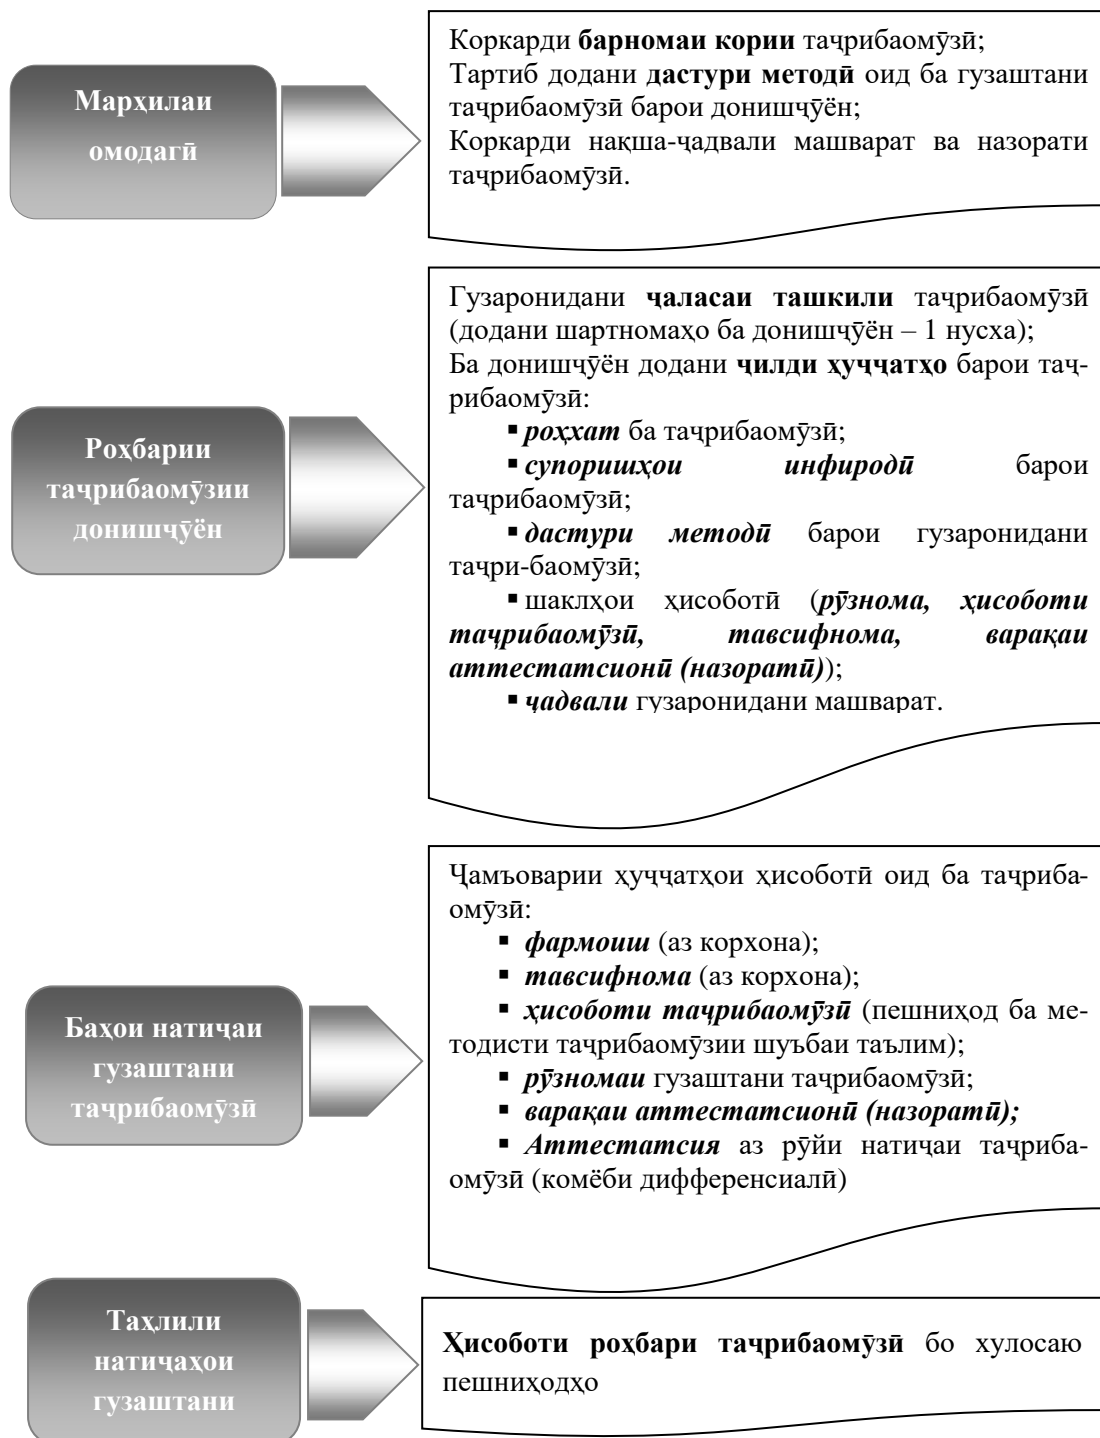 Марҳилаи
омодагӣ
Коркарди барномаи кории таҷрибаомӯзӣ;
Тартиб додани дастури методӣ оид ба гузаштани
таҷрибаомӯзӣ барои донишҷӯён;
Коркарди нақша-ҷадвали машварат ва назорати
таҷрибаомӯзӣ.
Роҳбарии
таҷрибаомӯзии
донишҷӯён
Гузаронидани ҷаласаи ташкили таҷрибаомӯзӣ
(додани шартномаҳо ба донишҷӯён – 1 нусха);
Ба донишҷӯён додани ҷилди ҳуҷҷатҳо барои таҷ-
рибаомӯзӣ:
▪ роҳхат ба таҷрибаомӯзӣ;
▪ супоришҳои инфиродӣ барои
таҷрибаомӯзӣ;
▪ дастури методӣ барои гузаронидани
таҷри-баомӯзӣ;
▪ шаклҳои ҳисоботӣ (рӯзнома, ҳисоботи
таҷрибаомӯзӣ, тавсифнома, варақаи
аттестатсионӣ (назоратӣ));
▪ ҷадвали гузаронидани машварат.
Баҳои натиҷаи
гузаштани
таҷрибаомӯзӣ
Ҷамъоварии ҳуҷҷатҳои ҳисоботӣ оид ба таҷриба-
омӯзӣ:
▪ фармоиш (аз корхона);
▪ тавсифнома (аз корхона);
▪ ҳисоботи таҷрибаомӯзӣ (пешниҳод ба ме-
тодисти таҷрибаомӯзии шуъбаи таълим);
▪ рӯзномаи гузаштани таҷрибаомӯзӣ;
▪ варақаи аттестатсионӣ (назоратӣ);
▪ Аттестатсия аз рӯйи натиҷаи таҷриба-
омӯзӣ (комёби дифференсиалӣ)
Таҳлили
натиҷаҳои
гузаштани
Ҳисоботи роҳбари таҷрибаомӯзӣ бо хулосаю
пешниҳодҳо